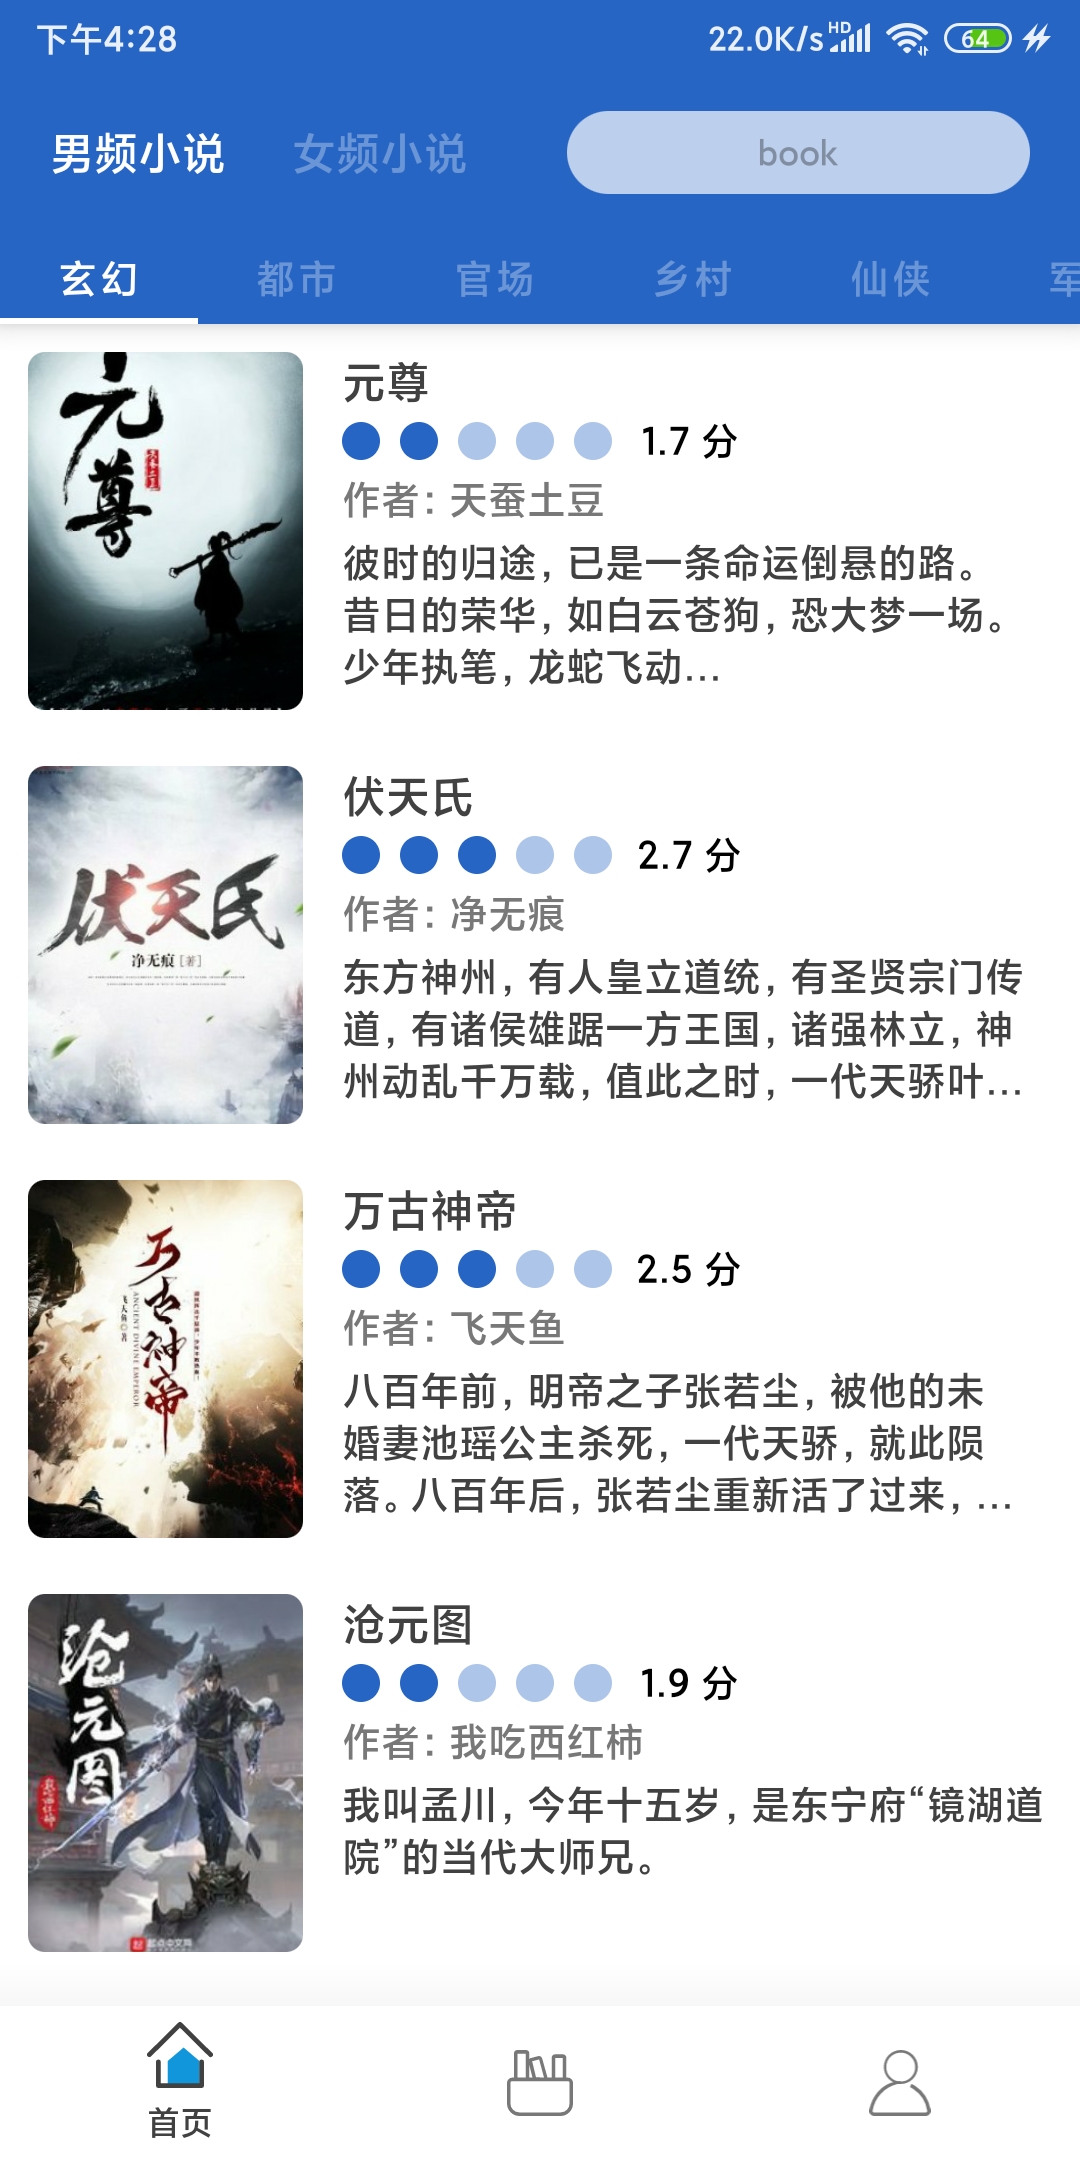 下午4:28
22.0K/s HD 64
男频小说 女频小说 book
玄幻 都市 官场 乡村 仙侠 军
元尊
元尊
1.7 分
作者: 天蚕土豆
彼时的归途, 已是一条命运倒悬的路。
昔日的荣华, 如白云苍狗, 恐大梦一场。
少年执笔, 龙蛇飞动...
伏天氏
净无痕 [著]
伏天氏
2.7 分
作者: 净无痕
东方神州, 有人皇立道统, 有圣贤宗门传
道, 有诸侯雄踞一方王国, 诸强林立, 神
州动乱千万载, 值此之时, 一代天骄叶...
万古神帝
ANCIENT DIVINE EMPEROR
飞天鱼 著
万古神帝
2.5 分
作者: 飞天鱼
八百年前, 明帝之子张若尘, 被他的未
婚妻池瑶公主杀死, 一代天骄, 就此陨
落。八百年后, 张若尘重新活了过来, ...
沧元图
起点中文网
沧元图
1.9 分
作者: 我吃西红柿
我叫孟川, 今年十五岁, 是东宁府“镜湖道
院”的当代大师兄。
首页